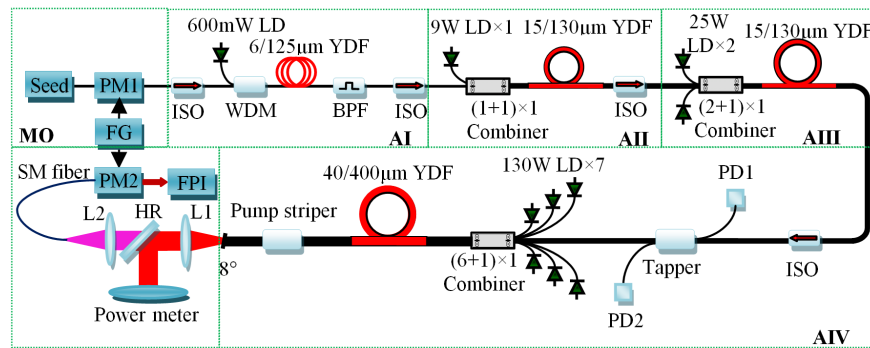 600mW LD
6/125μm YDF
9W LD×1
15/130μm YDF
25W
LD×2
15/130μm YDF
Seed
PM1
ISO
WDM
BPF
ISO
(1+1)×1
Combiner
ISO
(2+1)×1
Combiner
MO
FG
AI
AII
AIII
SM fiber
PM2
FPI
40/400μm YDF
130W LD×7
PD1
L2
HR
L1
Pump striper
8°
(6+1)×1
Combiner
Tapper
ISO
Power meter
PD2
AIV